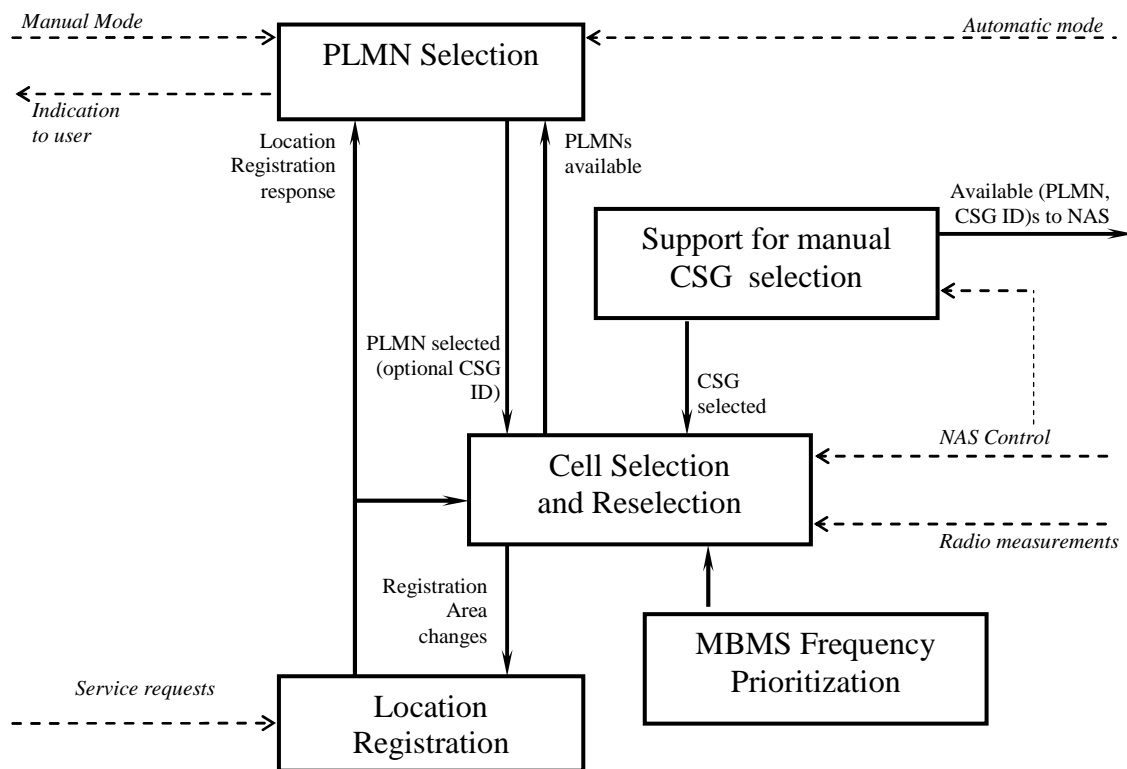 Manual Mode
PLMN Selection
Automatic mode
Indication
to user
Location
Registration
response
PLMNs
available
Available (PLMN,
CSG ID)s to NAS
Support for manual
CSG selection
PLMN selected
(optional CSG
ID)
CSG
selected
NAS Control
Cell Selection
and Reselection
Radio measurements
Registration
Area
changes
MBMS Frequency
Prioritization
Service requests
Location
Registration